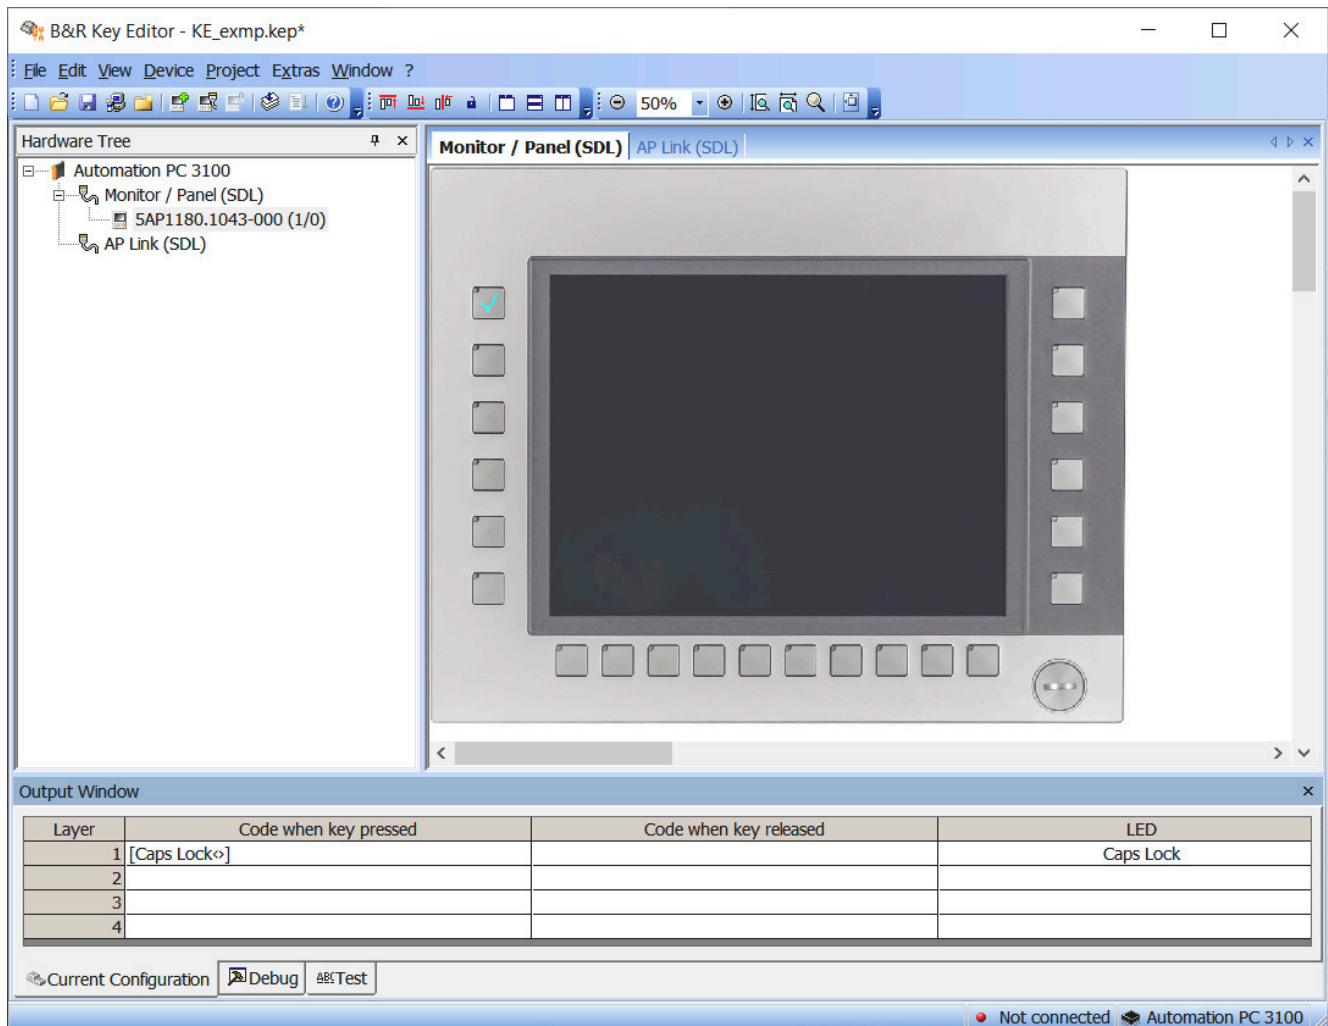 B&R Key Editor - KE_exmp.kep*
File Edit View Device Project Extras Window ?
50%
Hardware Tree
Monitor / Panel (SDL) AP Link (SDL)
Automation PC 3100
Monitor / Panel (SDL)
5AP1180.1043-000 (1/0)
AP Link (SDL)
Output Window
Layer Code when key pressed Code when key released LED
1 [Caps Lock<>] Caps Lock
2
3
4
Current Configuration Debug ABC Test
Not connected Automation PC 3100